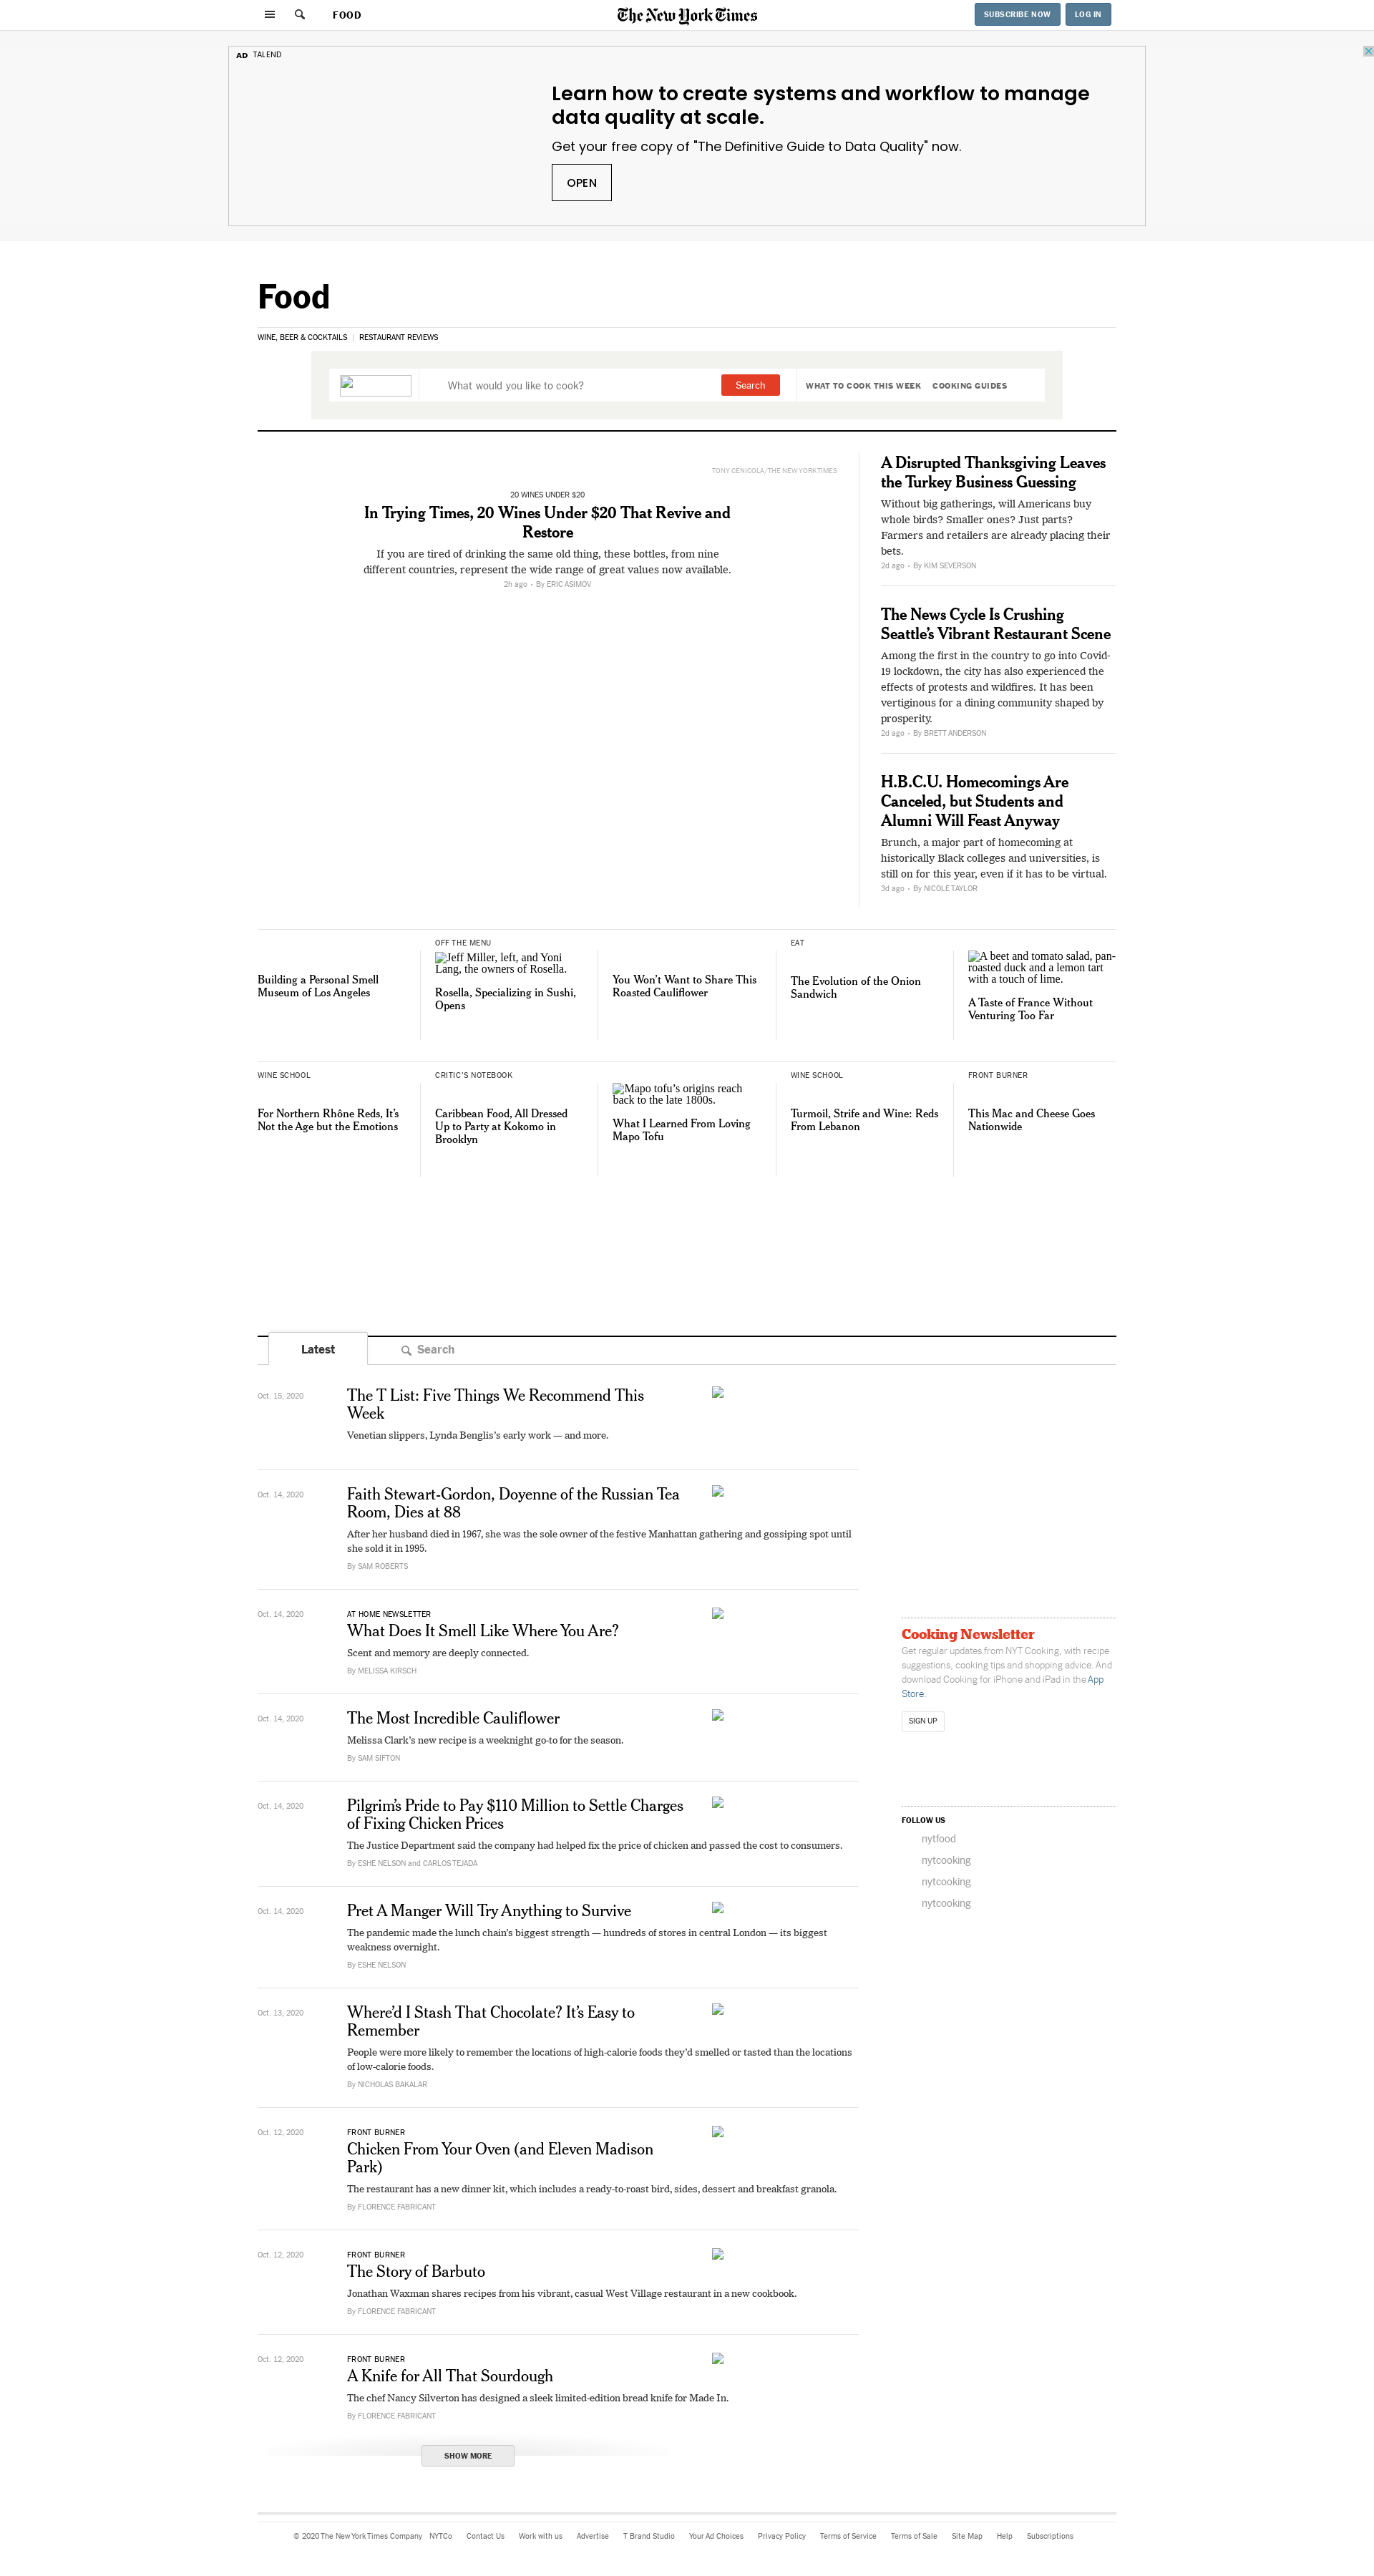 FOOD
The New York Times
SUBSCRIBE NOW
LOG IN
AD TALEND
Learn how to create systems and workflow to manage
data quality at scale.
Get your free copy of "The Definitive Guide to Data Quality" now.
OPEN
Food
WINE, BEER & COCKTAILS | RESTAURANT REVIEWS
What would you like to cook?
Search
WHAT TO COOK THIS WEEK
COOKING GUIDES
TONY CENICOLA/THE NEW YORK TIMES
20 WINES UNDER $20
In Trying Times, 20 Wines Under $20 That Revive and
Restore
If you are tired of drinking the same old thing, these bottles, from nine
different countries, represent the wide range of great values now available.
2h ago • By ERIC ASIMOV
A Disrupted Thanksgiving Leaves
the Turkey Business Guessing
Without big gatherings, will Americans buy
whole birds? Smaller ones? Just parts?
Farmers and retailers are already placing their
bets.
2d ago • By KIM SEVERSON
The News Cycle Is Crushing
Seattle’s Vibrant Restaurant Scene
Among the first in the country to go into Covid-
19 lockdown, the city has also experienced the
effects of protests and wildfires. It has been
vertiginous for a dining community shaped by
prosperity.
2d ago • By BRETT ANDERSON
H.B.C.U. Homecomings Are
Canceled, but Students and
Alumni Will Feast Anyway
Brunch, a major part of homecoming at
historically Black colleges and universities, is
still on for this year, even if it has to be virtual.
3d ago • By NICOLE TAYLOR
Building a Personal Smell
Museum of Los Angeles
OFF THE MENU
Jeff Miller, left, and Yoni
Lang, the owners of Rosella.
Rosella, Specializing in Sushi,
Opens
You Won’t Want to Share This
Roasted Cauliflower
EAT
The Evolution of the Onion
Sandwich
A beet and tomato salad, pan-
roasted duck and a lemon tart
with a touch of lime.
A Taste of France Without
Venturing Too Far
WINE SCHOOL
For Northern Rhône Reds, It’s
Not the Age but the Emotions
CRITIC’S NOTEBOOK
Caribbean Food, All Dressed
Up to Party at Kokomo in
Brooklyn
Mapo tofu’s origins reach
back to the late 1800s.
What I Learned From Loving
Mapo Tofu
WINE SCHOOL
Turmoil, Strife and Wine: Reds
From Lebanon
FRONT BURNER
This Mac and Cheese Goes
Nationwide
Latest
Search
Oct. 15, 2020
The T List: Five Things We Recommend This
Week
Venetian slippers, Lynda Benglis’s early work — and more.
Oct. 14, 2020
Faith Stewart-Gordon, Doyenne of the Russian Tea
Room, Dies at 88
After her husband died in 1967, she was the sole owner of the festive Manhattan gathering and gossiping spot until
she sold it in 1995.
By SAM ROBERTS
Oct. 14, 2020
AT HOME NEWSLETTER
What Does It Smell Like Where You Are?
Scent and memory are deeply connected.
By MELISSA KIRSCH
Oct. 14, 2020
The Most Incredible Cauliflower
Melissa Clark’s new recipe is a weeknight go-to for the season.
By SAM SIFTON
Oct. 14, 2020
Pilgrim’s Pride to Pay $110 Million to Settle Charges
of Fixing Chicken Prices
The Justice Department said the company had helped fix the price of chicken and passed the cost to consumers.
By ESHE NELSON and CARLOS TEJADA
Oct. 14, 2020
Pret A Manger Will Try Anything to Survive
The pandemic made the lunch chain’s biggest strength — hundreds of stores in central London — its biggest
weakness overnight.
By ESHE NELSON
Oct. 13, 2020
Where’d I Stash That Chocolate? It’s Easy to
Remember
People were more likely to remember the locations of high-calorie foods they’d smelled or tasted than the locations
of low-calorie foods.
By NICHOLAS BAKALAR
Oct. 12, 2020
FRONT BURNER
Chicken From Your Oven (and Eleven Madison
Park)
The restaurant has a new dinner kit, which includes a ready-to-roast bird, sides, dessert and breakfast granola.
By FLORENCE FABRICANT
Oct. 12, 2020
FRONT BURNER
The Story of Barbuto
Jonathan Waxman shares recipes from his vibrant, casual West Village restaurant in a new cookbook.
By FLORENCE FABRICANT
Oct. 12, 2020
FRONT BURNER
A Knife for All That Sourdough
The chef Nancy Silverton has designed a sleek limited-edition bread knife for Made In.
By FLORENCE FABRICANT
SHOW MORE
Cooking Newsletter
Get regular updates from NYT Cooking, with recipe
suggestions, cooking tips and shopping advice. And
download Cooking for iPhone and iPad in the App
Store.
SIGN UP
FOLLOW US
nytfood
nytcooking
nytcooking
nytcooking
© 2020 The New York Times Company NYTCo Contact Us Work with us Advertise T Brand Studio Your Ad Choices Privacy Policy Terms of Service Terms of Sale Site Map Help Subscriptions